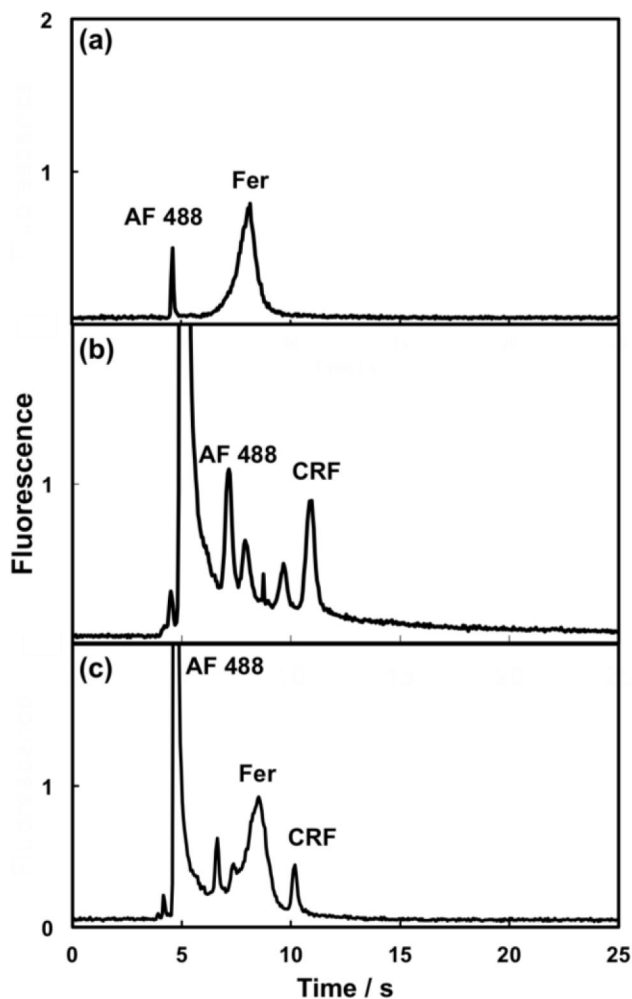 2
(a)
1
Fer
AF 488
(b)
AF 488
CRF
1
Fluorescence
(c)
AF 488
Fer
1
CRF
0
0 5 10 15 20 25
Time / s